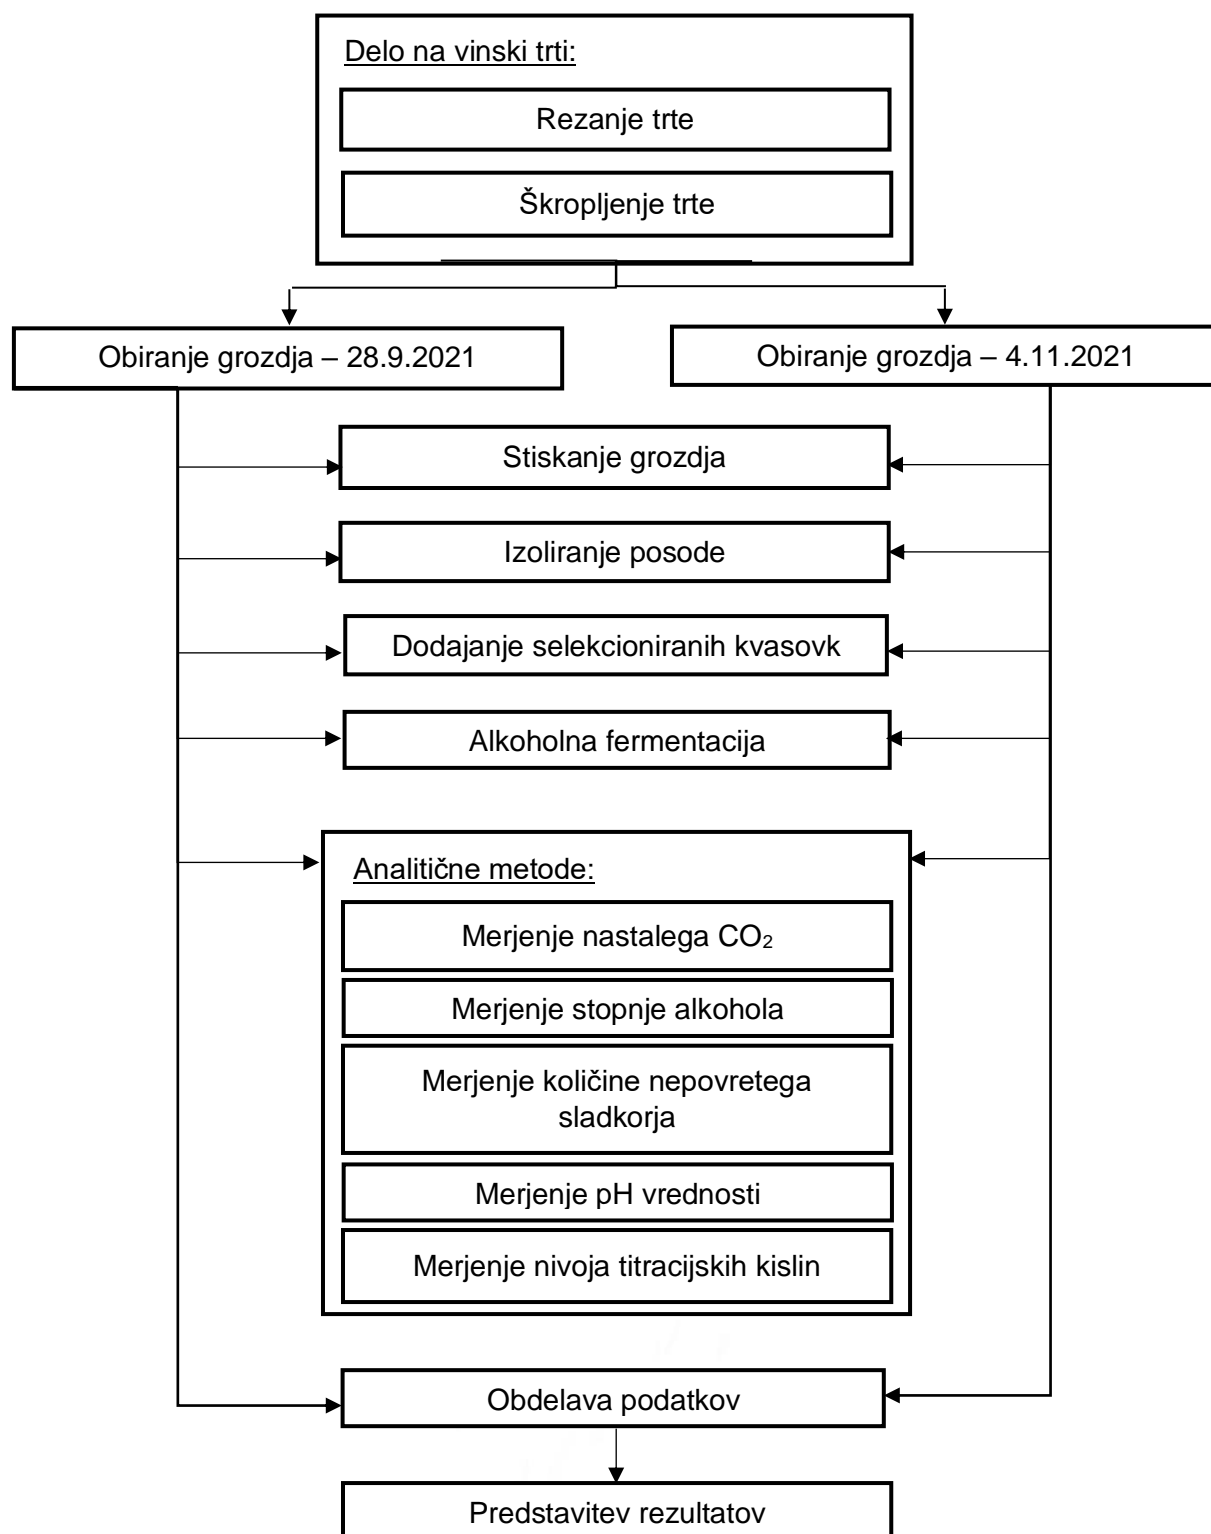 Delo na vinski trti:
Rezanje trte
Škropljenje trte
Obiranje grozdja – 28.9.2021
Obiranje grozdja – 4.11.2021
Stiskanje grozdja
Izoliranje posode
Dodajanje selekcioniranih kvasovk
Alkoholna fermentacija
Analitične metode:
Merjenje nastalega CO₂
Merjenje stopnje alkohola
Merjenje količine nepovretega
sladkorja
Merjenje pH vrednosti
Merjenje nivoja titracijskih kislin
Obdelava podatkov
Predstavitev rezultatov